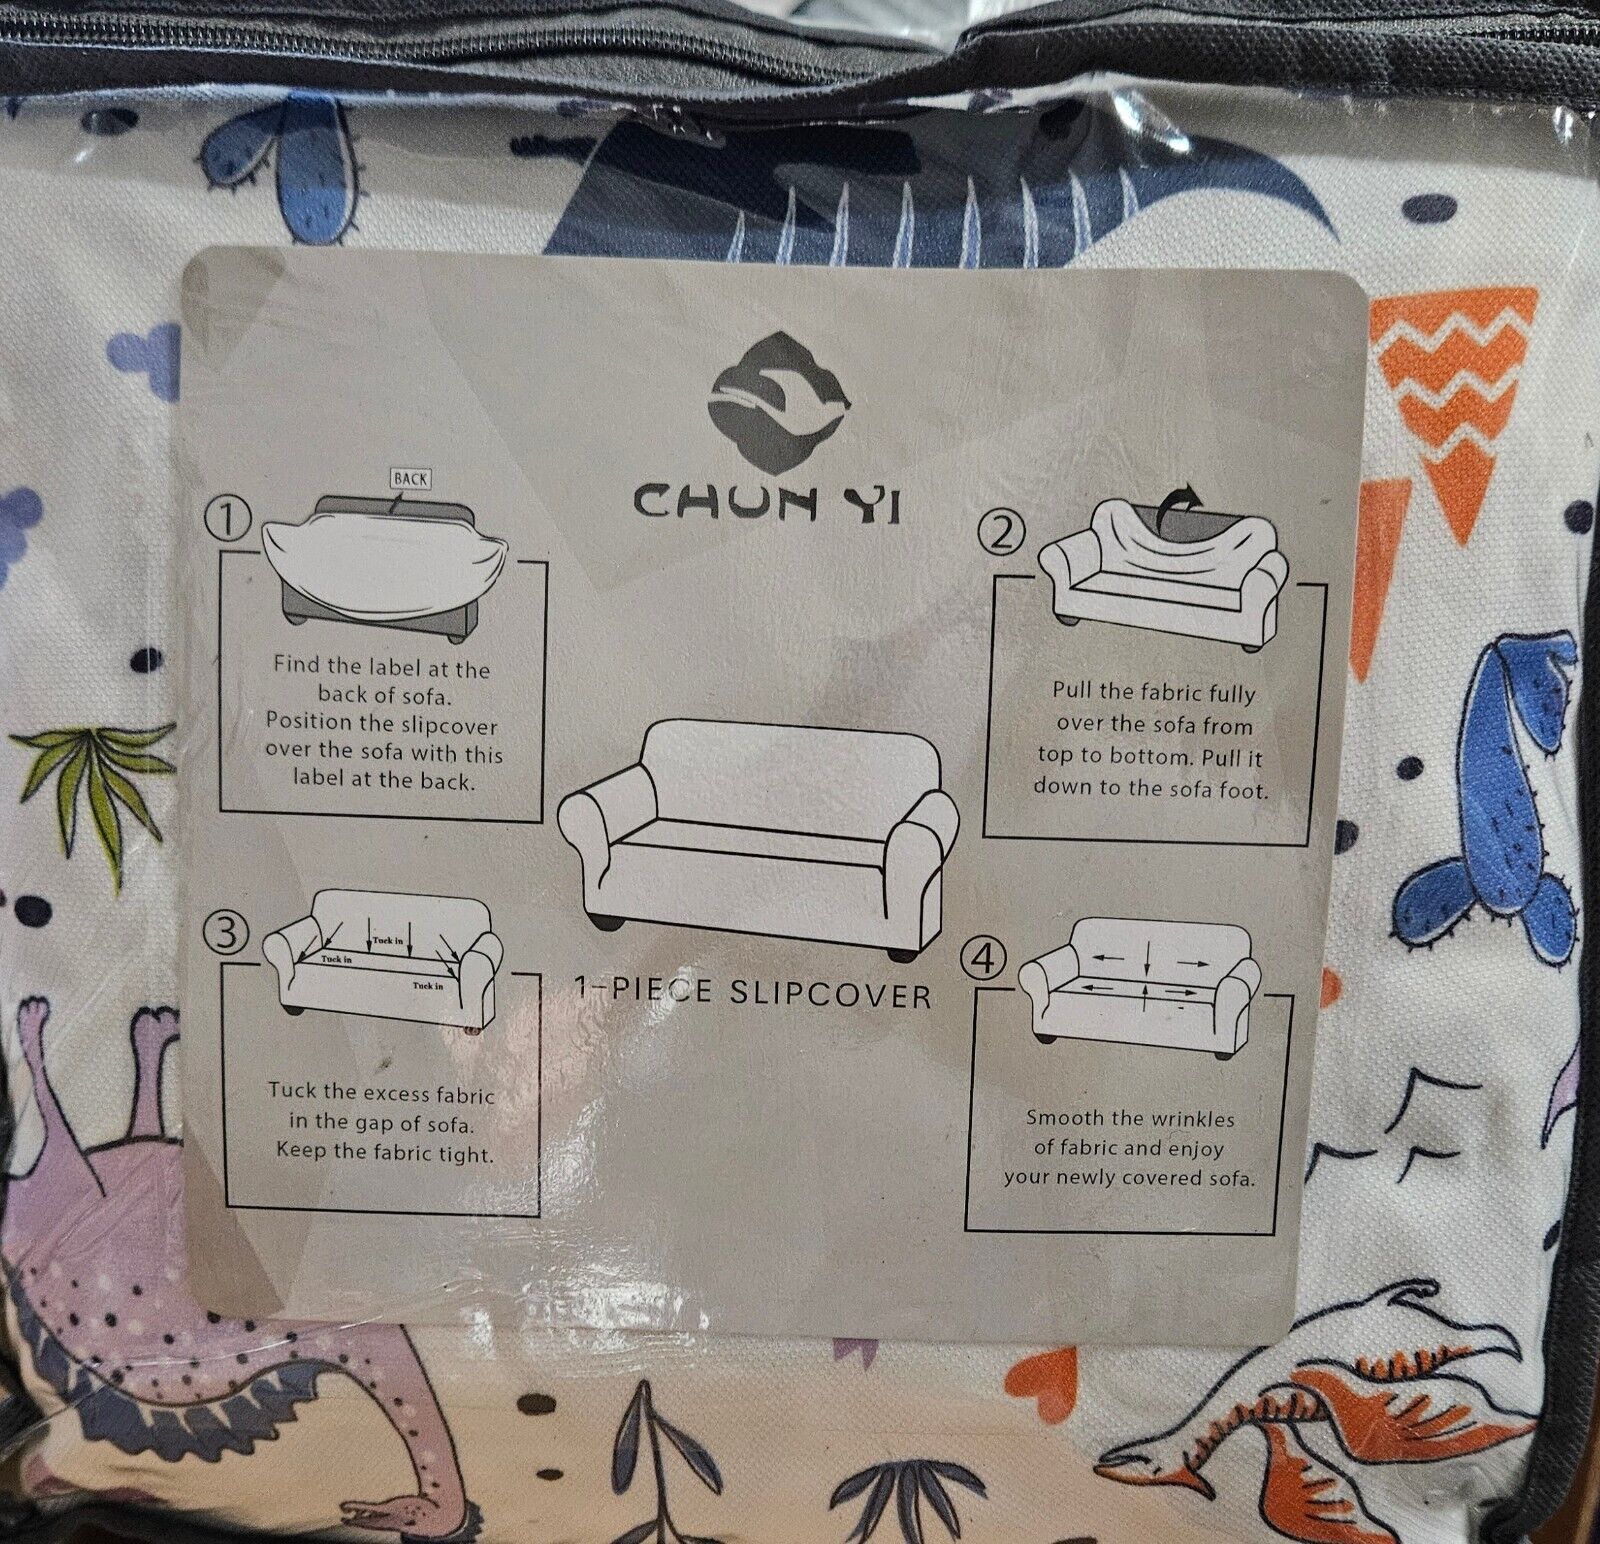 CHUN YI
1
BACK
Find the label at the
back of sofa.
Position the slipcover
over the sofa with this
label at the back.
2
Pull the fabric fully
over the sofa from
top to bottom. Pull it
down to the sofa foot.
1-PIECE SLIPCOVER
3
Tuck in
Tuck in
Tuck in
Tuck the excess fabric
in the gap of sofa.
Keep the fabric tight.
4
Smooth the wrinkles
of fabric and enjoy
your newly covered sofa.